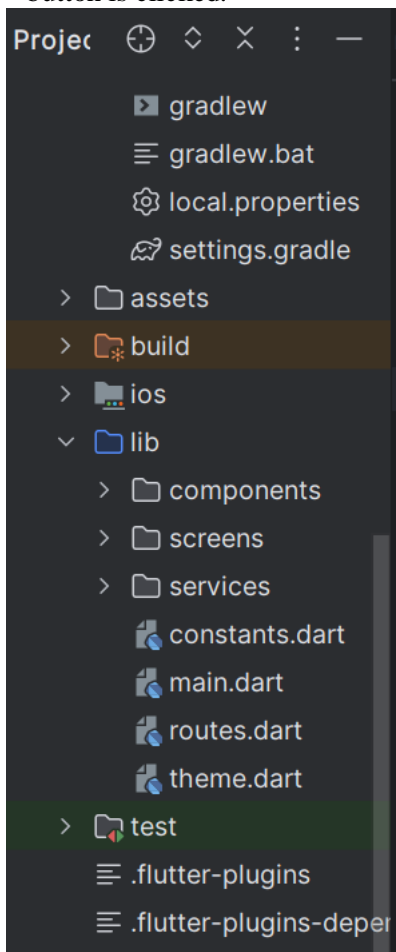 button is clicked.
Projec
gradlew
gradlew.bat
local.properties
settings.gradle
assets
build
ios
lib
components
screens
services
constants.dart
main.dart
routes.dart
theme.dart
test
.flutter-plugins
.flutter-plugins-deper